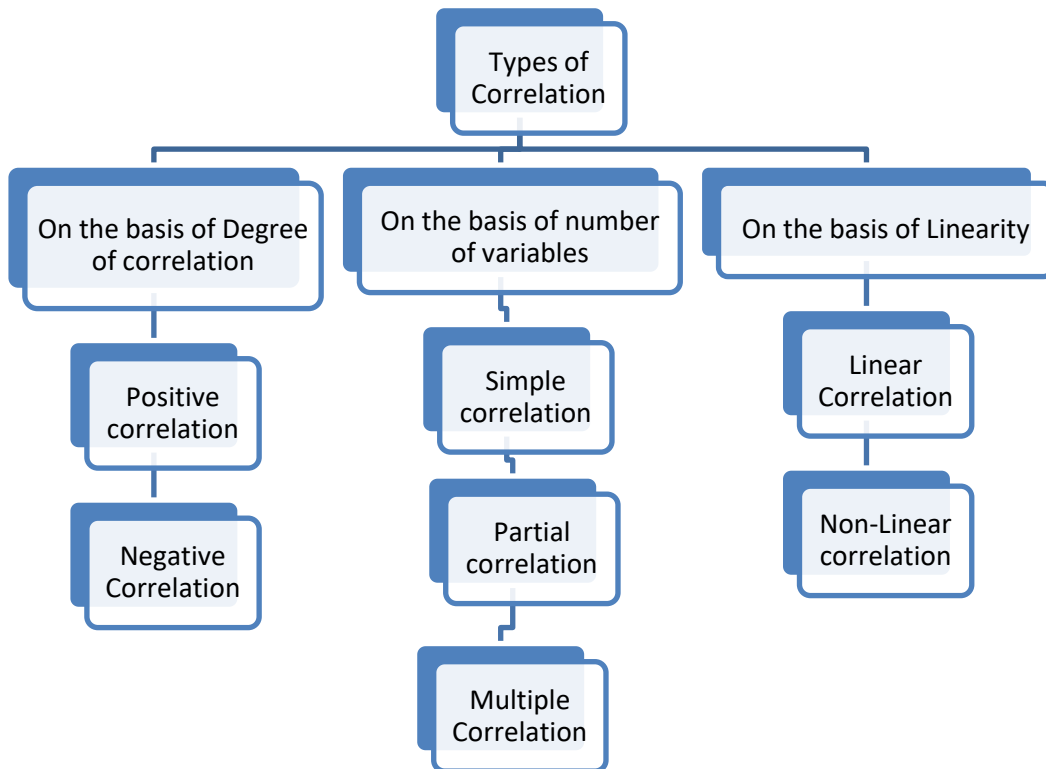 Types of
Correlation
On the basis of Degree
of correlation
On the basis of number
of variables
On the basis of Linearity
Positive
correlation
Negative
Correlation
Simple
correlation
Partial
correlation
Multiple
Correlation
Linear
Correlation
Non-Linear
correlation